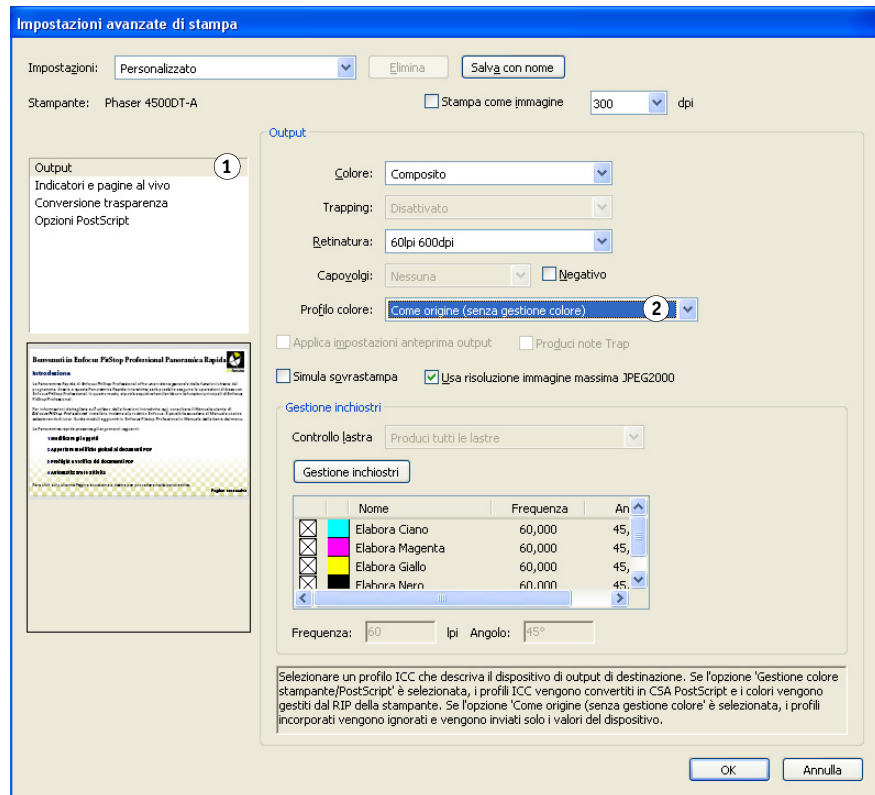 Impostazioni avanzate di stampa
Impostazioni: Personalizzato Elimina Salva con nome
Stampante: Phaser 4500DT-A Stampa come immagine 300 dpi
Output
Output 1
Indicatori e pagine al vivo
Conversione trasparenza
Opzioni PostScript
Colore: Composito
Trapping: Disattivato
Retinatura: 60lpi 600dpi
Capovolgi: Nessuna Negativo
Profilo colore: Come origine (senza gestione colore) 2
Applica impostazioni anteprima output Produci note Trap
Simula sovrastampa Usa risoluzione immagine massima JPEG2000
Benvenuti in Enfocus PitStop Professional Panoramica Rapida
Introduzione
Gestione inchiostri
Controllo lastra Produci tutti le lastre
Gestione inchiostri
Nome Frequenza An
Elabora Ciano 60,000 45,
Elabora Magenta 60,000 45,
Elabora Giallo 60,000 45,
Elabora Nero 60,000 45,
Frequenza: 60 lpi Angolo: 45°
Selezionare un profilo ICC che descriva il dispositivo di output di destinazione. Se l'opzione 'Gestione colore
stampante/PostScript' è selezionata, i profili ICC vengono convertiti in CSA PostScript e i colori vengono
gestiti dal RIP della stampante. Se l'opzione 'Come origine (senza gestione colore' è selezionata, i profili
incorporati vengono ignorati e vengono inviati solo i valori del dispositivo.
OK Annulla